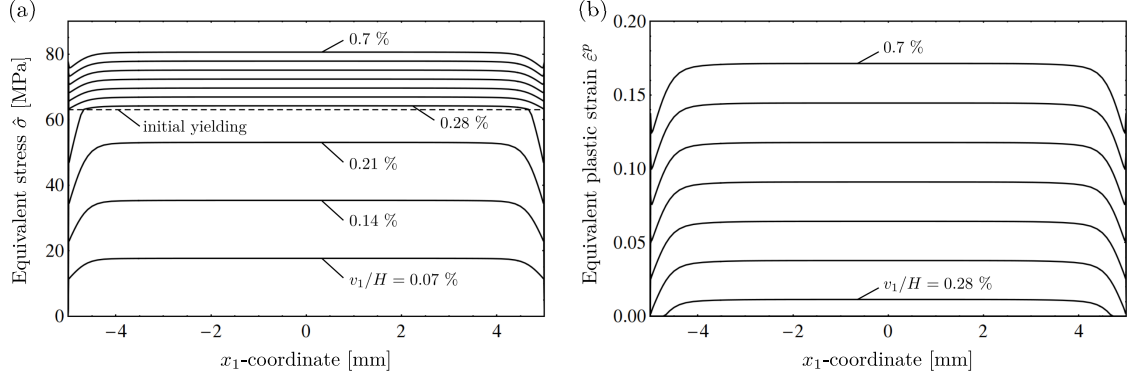 (a)
Equivalent stress σ̂ [MPa]
80
60
40
20
0
0.7 %
initial yielding
0.28 %
0.21 %
0.14 %
v₁/H = 0.07 %
−4
−2
0
2
4
x₁-coordinate [mm]
(b)
Equivalent plastic strain ε̂ᵖ
0.20
0.15
0.10
0.05
0.00
0.7 %
v₁/H = 0.28 %
−4
−2
0
2
4
x₁-coordinate [mm]